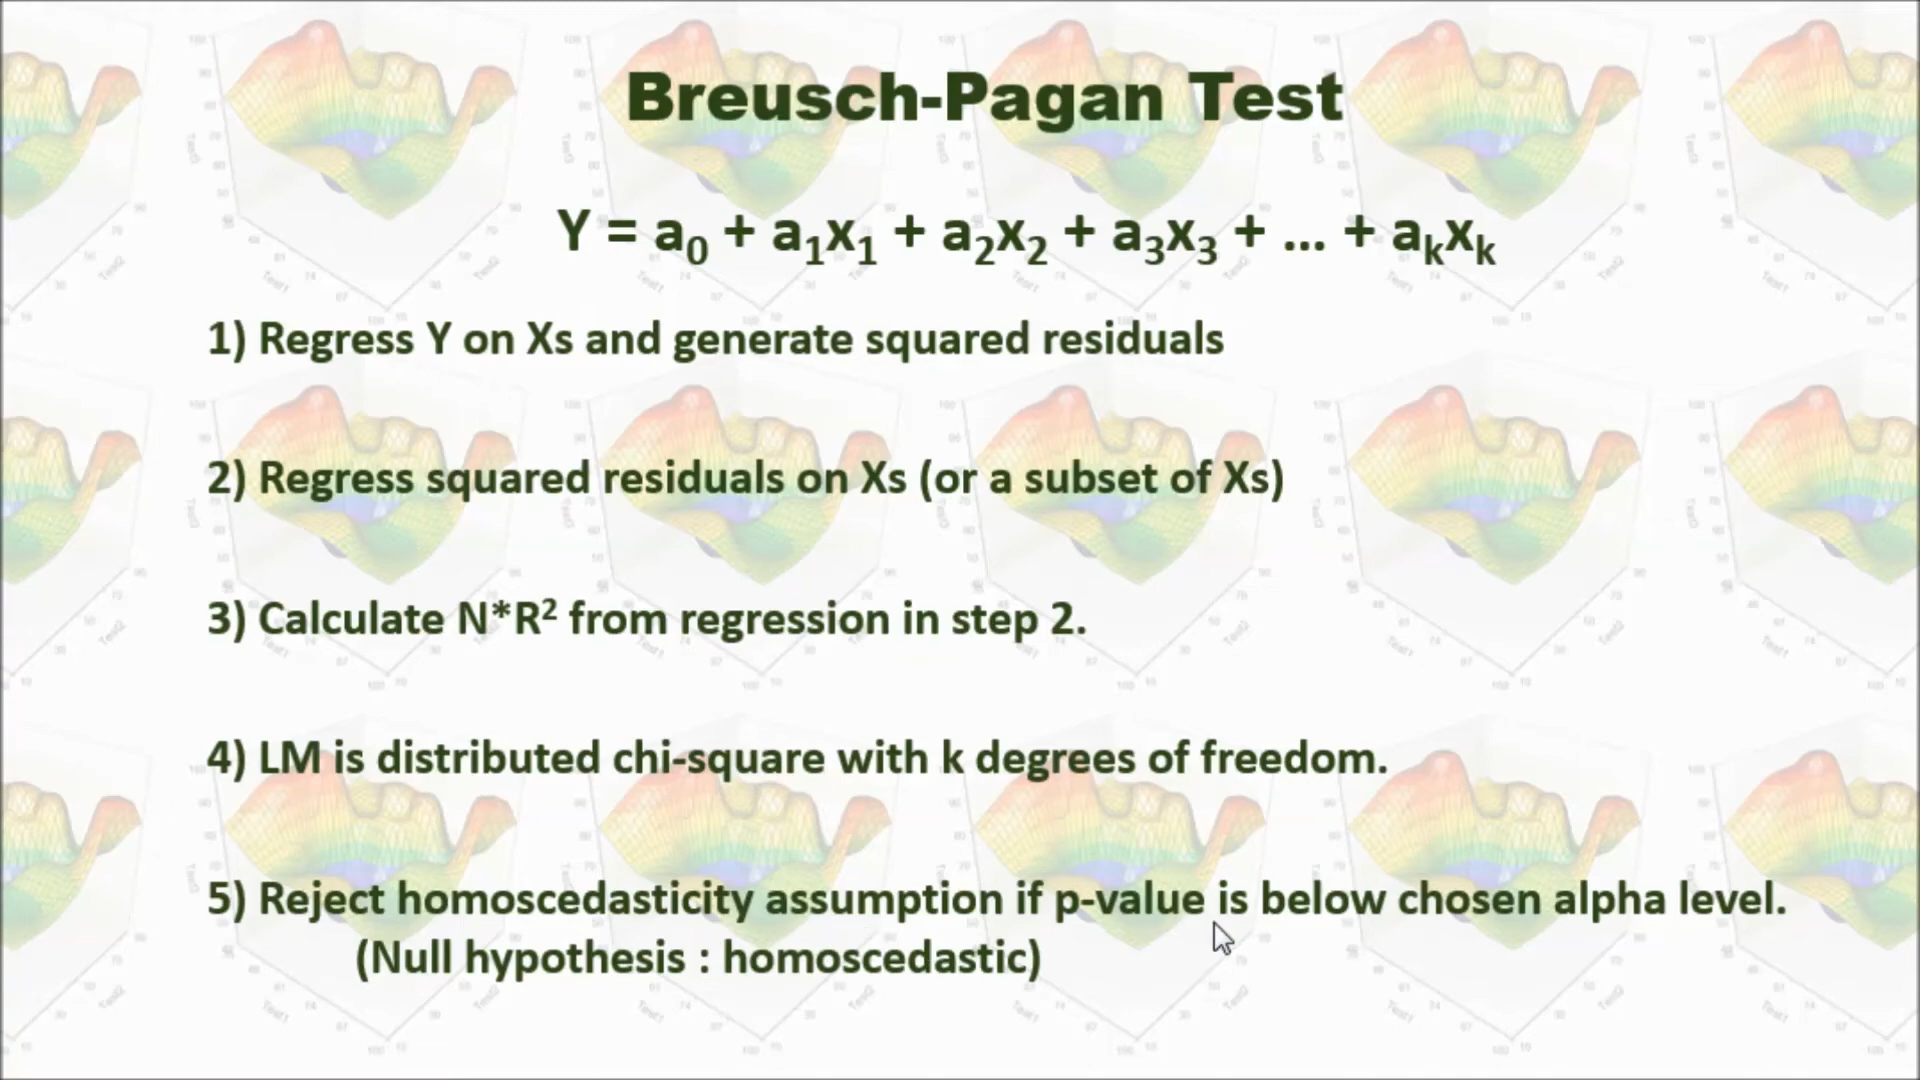 Breusch-Pagan Test
Y = a₀ + a₁x₁ + a₂x₂ + a₃x₃ + ... + aₖxₖ
1) Regress Y on Xs and generate squared residuals
2) Regress squared residuals on Xs (or a subset of Xs)
3) Calculate N*R² from regression in step 2.
4) LM is distributed chi-square with k degrees of freedom.
5) Reject homoscedasticity assumption if p-value is below chosen alpha level.
(Null hypothesis : homoscedastic)